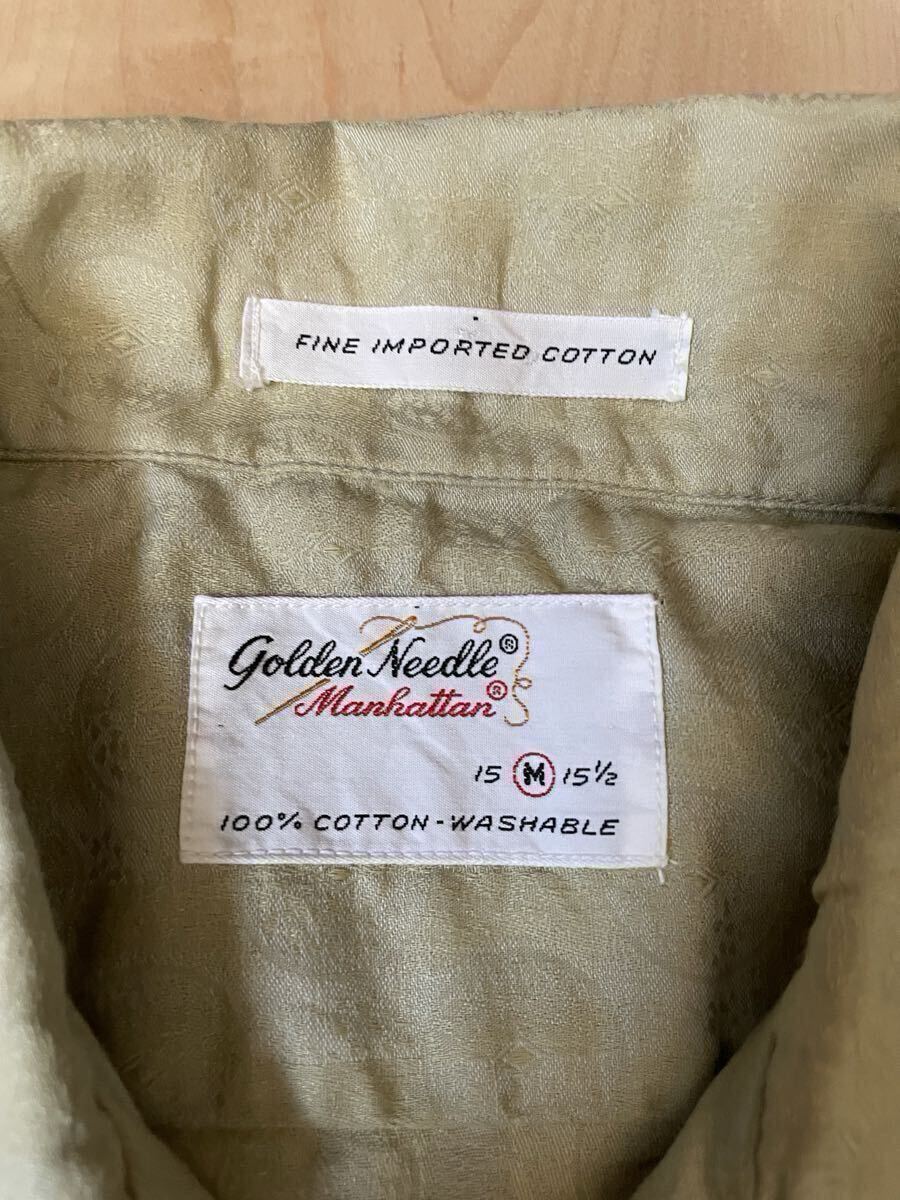 FINE IMPORTED COTTON
Golden Needle®
Manhattan®
15 M 15½
100% COTTON-WASHABLE